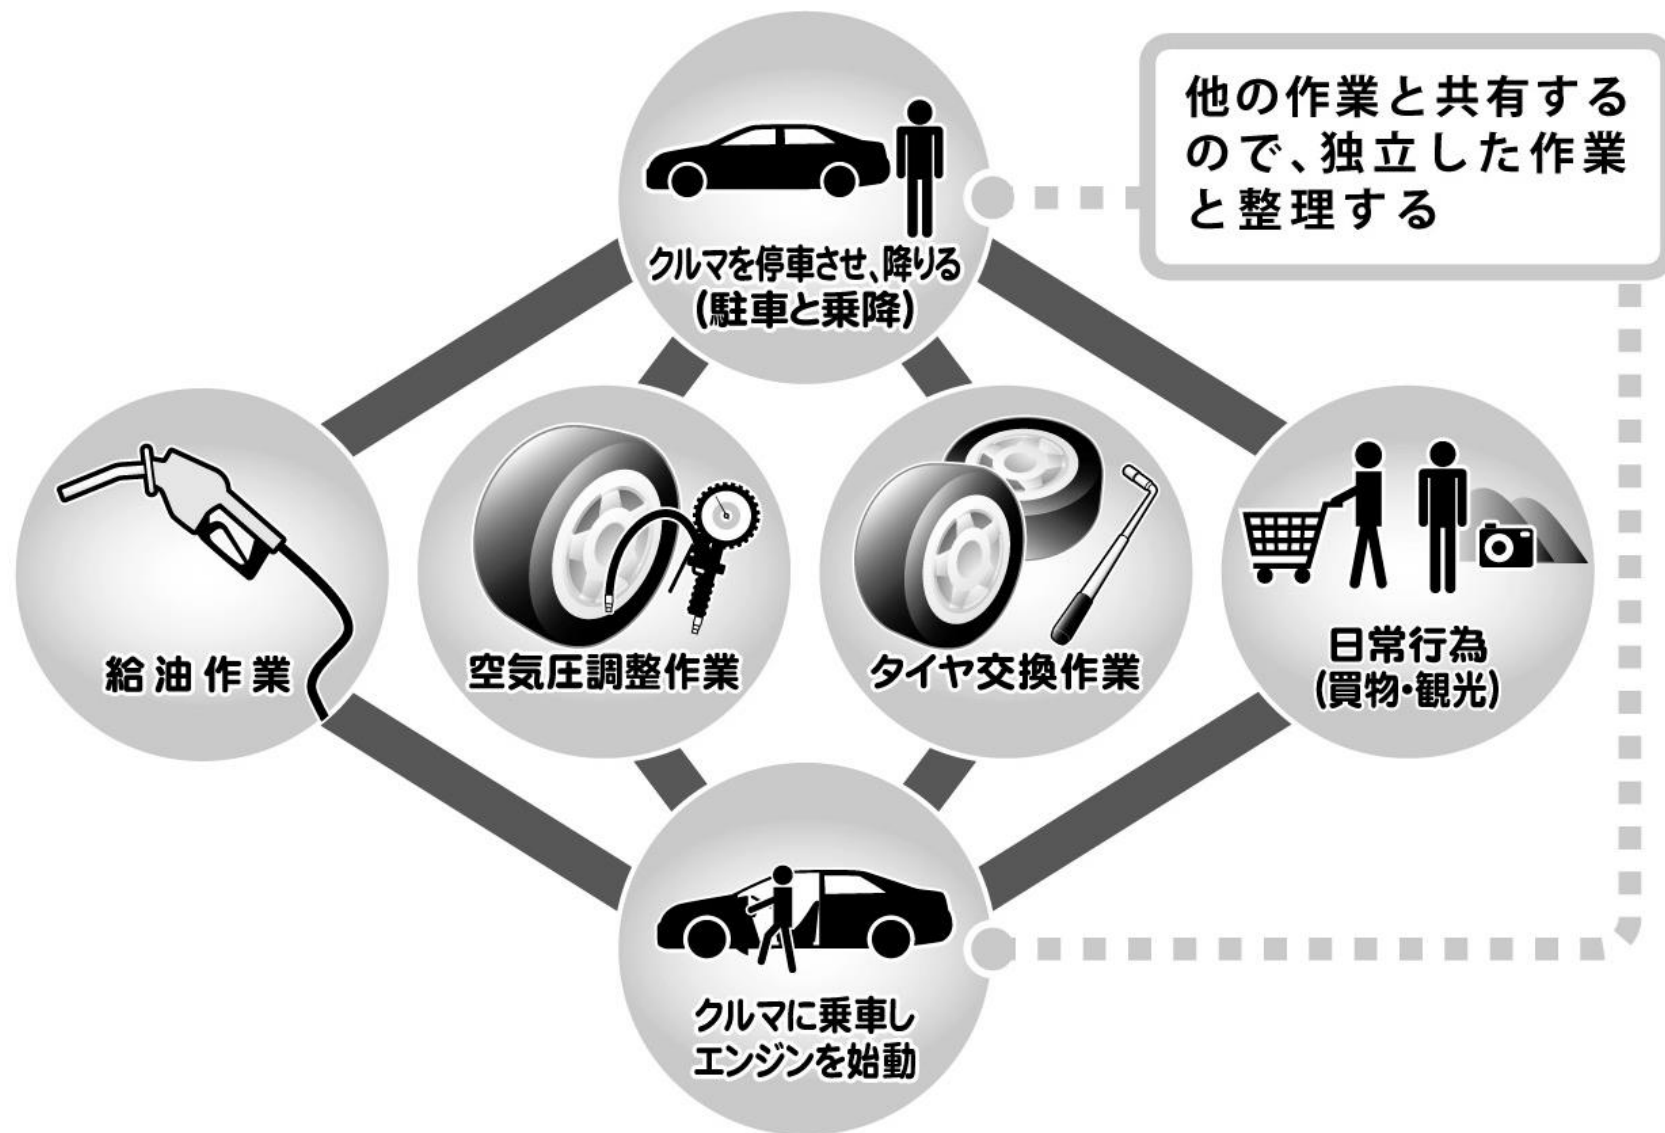 他の作業と共有する
ので、独立した作業
と整理する
クルマを停車させ、降りる
(駐車と乗降)
給油作業
空気圧調整作業
タイヤ交換作業
日常行為
(買物・観光)
クルマに乗車し
エンジンを始動